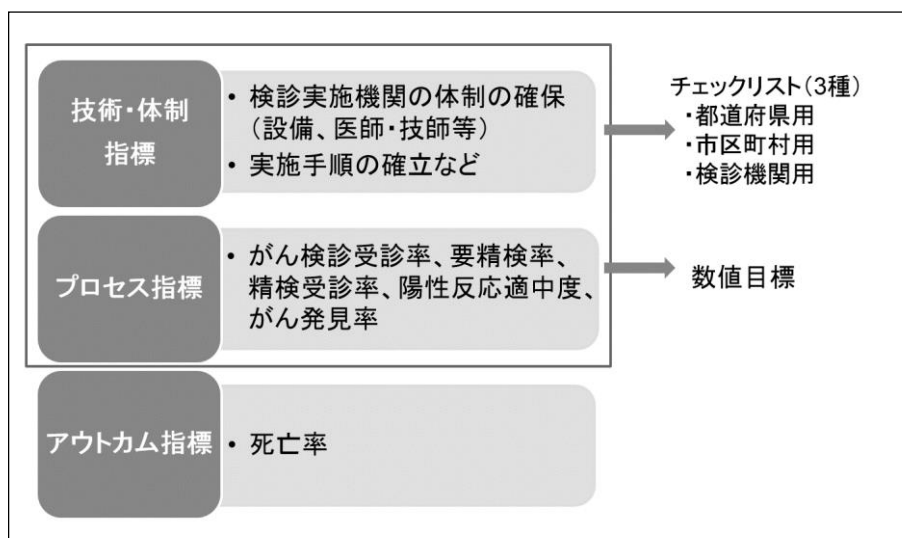 技術・体制
指標
・検診実施機関の体制の確保
(設備、医師・技師等)
・実施手順の確立など
チェックリスト(3種)
・都道府県用
・市区町村用
・検診機関用
プロセス指標
・がん検診受診率、要精検率、
精検受診率、陽性反応適中度、
がん発見率
数値目標
アウトカム指標
・死亡率